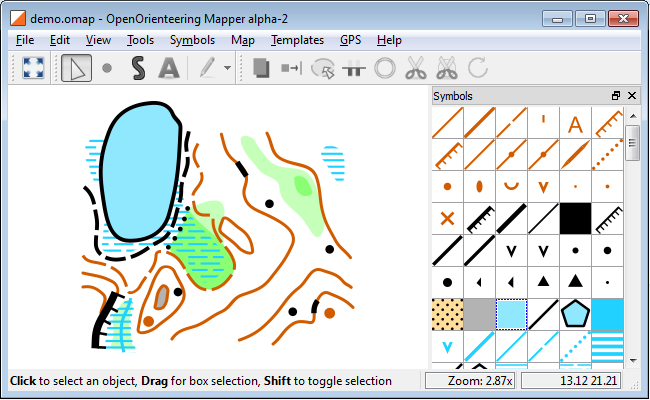 demo.omap - OpenOrienteering Mapper alpha-2
File Edit View Tools Symbols Map Templates GPS Help
Symbols
A
Click to select an object, Drag for box selection, Shift to toggle selection
Zoom: 2.87x
13.12 21.21